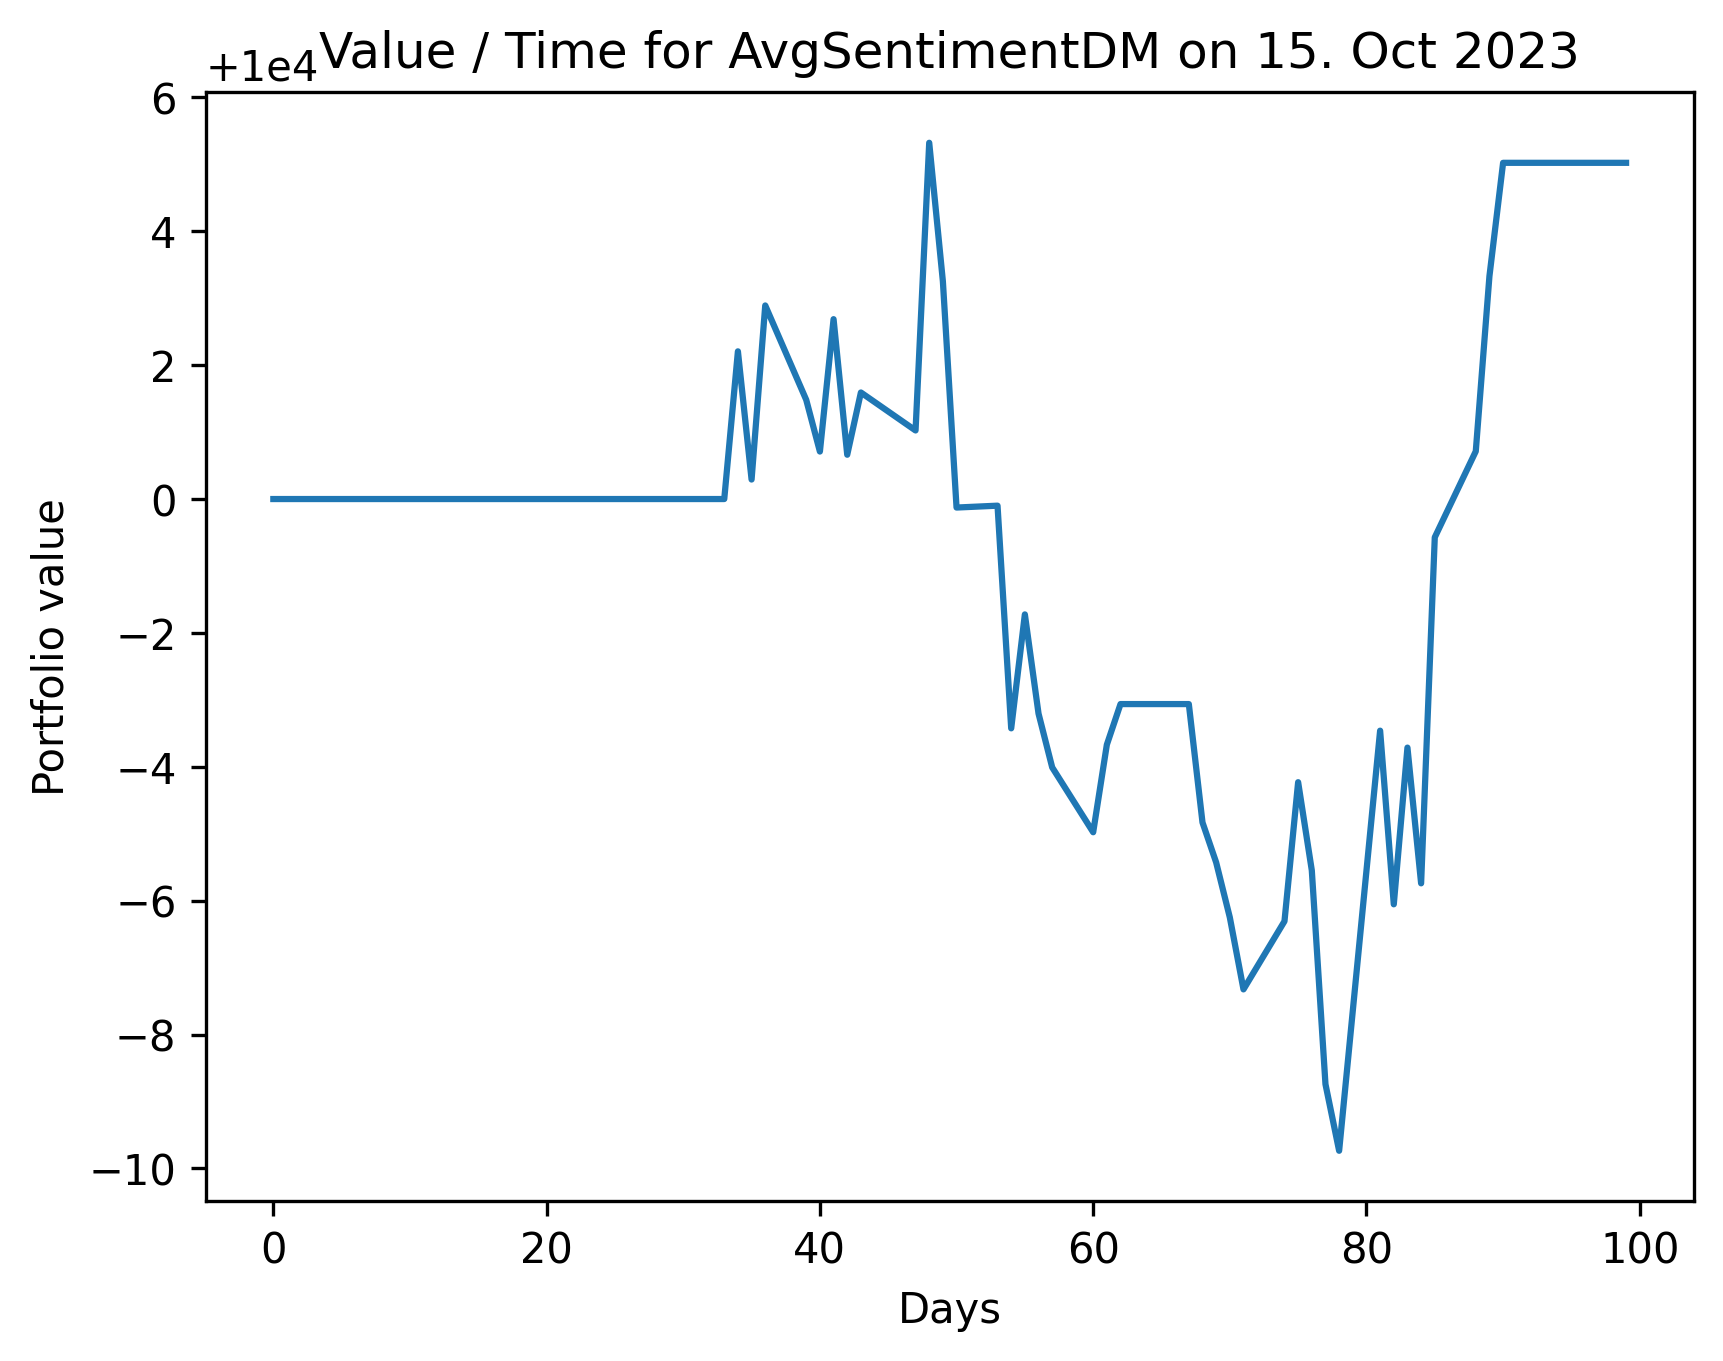 Value / Time for AvgSentimentDM on 15. Oct 2023
+1e4
6
4
2
0
−2
−4
−6
−8
−10
Portfolio value
0 20 40 60 80 100
Days